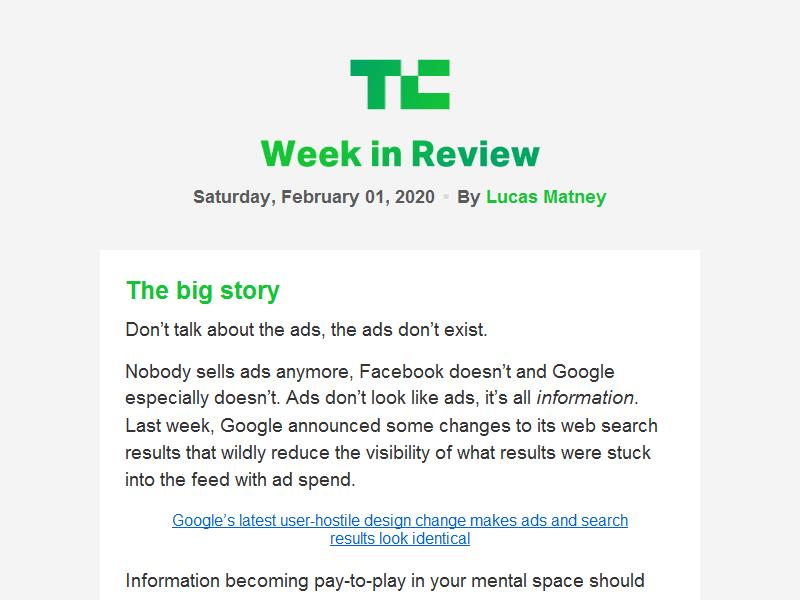 TC
Week in Review
Saturday, February 01, 2020 • By Lucas Matney
The big story
Don’t talk about the ads, the ads don’t exist.
Nobody sells ads anymore, Facebook doesn’t and Google
especially doesn’t. Ads don’t look like ads, it’s all information.
Last week, Google announced some changes to its web search
results that wildly reduce the visibility of what results were stuck
into the feed with ad spend.
Google’s latest user-hostile design change makes ads and search
results look identical
Information becoming pay-to-play in your mental space should